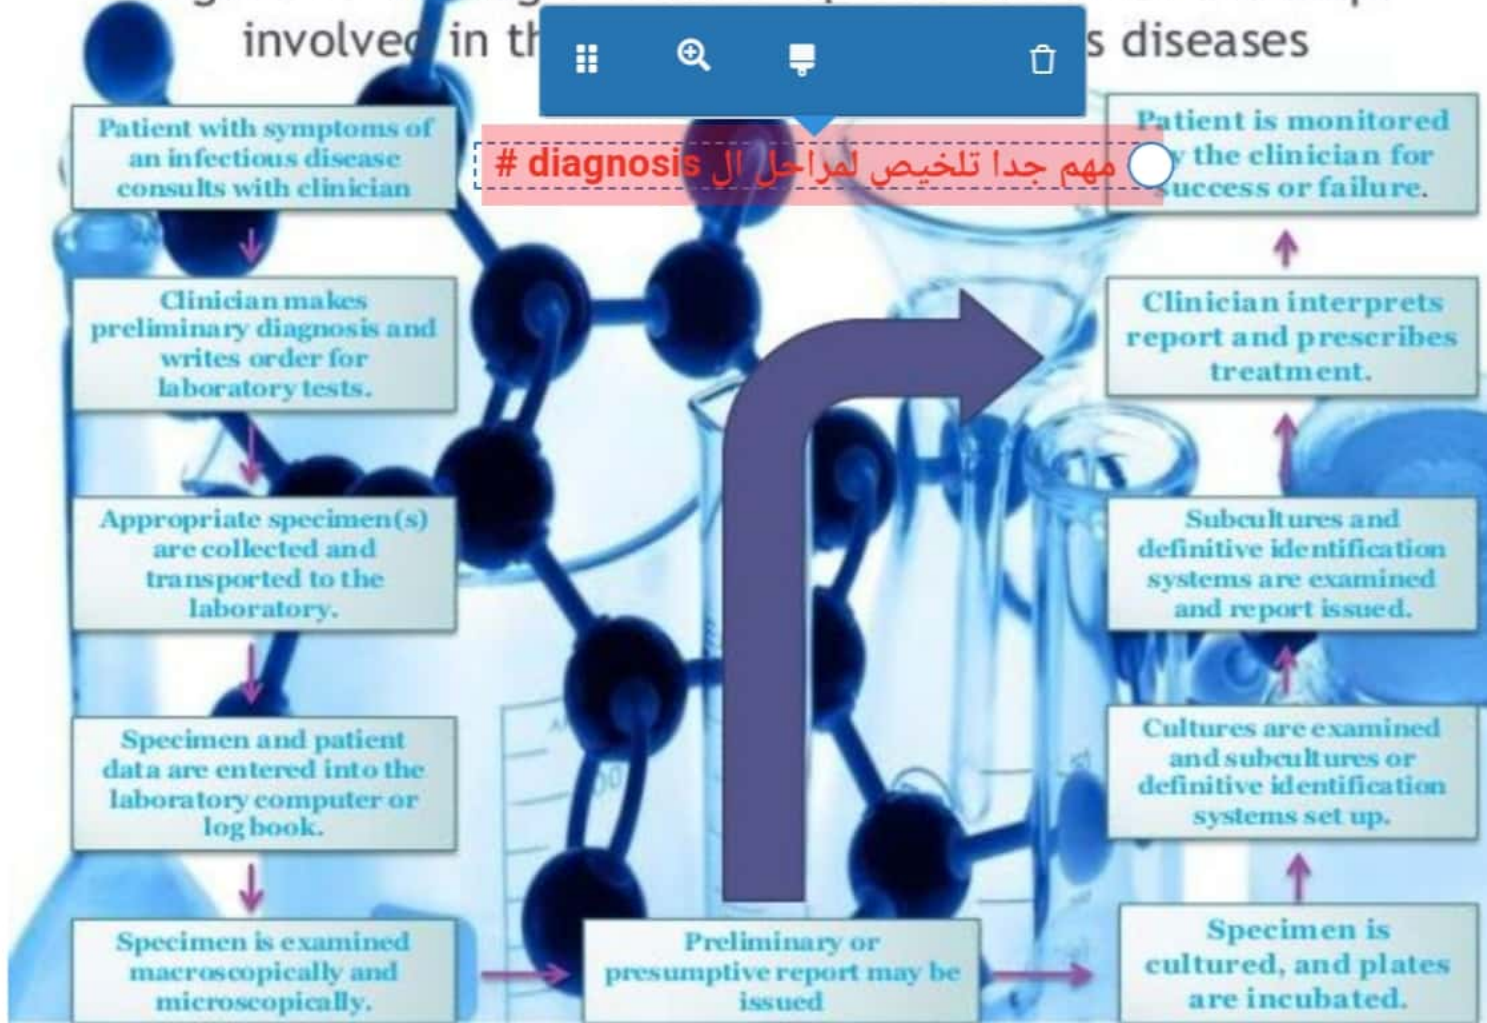 involved in th
s diseases
مهم جدا تلخيص لمراحل ال diagnosis #
Patient with symptoms of
an infectious disease
consults with clinician
Clinician makes
preliminary diagnosis and
writes order for
laboratory tests.
Appropriate specimen(s)
are collected and
transported to the
laboratory.
Specimen and patient
data are entered into the
laboratory computer or
log book.
Specimen is examined
macroscopically and
microscopically.
Preliminary or
presumptive report may be
issued
Specimen is
cultured, and plates
are incubated.
Cultures are examined
and subcultures or
definitive identification
systems set up.
Subcultures and
definitive identification
systems are examined
and report issued.
Clinician interprets
report and prescribes
treatment.
Patient is monitored
y the clinician for
success or failure.